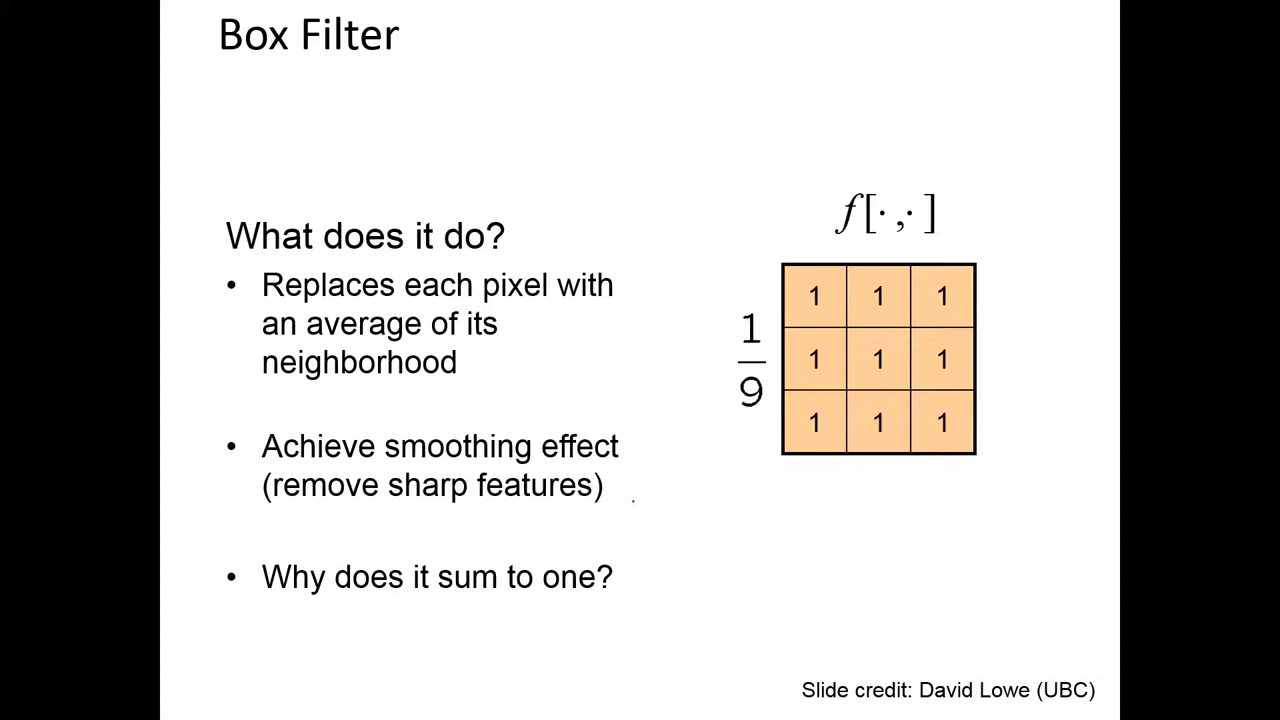 Box Filter
What does it do?
• Replaces each pixel with
an average of its
neighborhood
• Achieve smoothing effect
(remove sharp features)
• Why does it sum to one?
f[· ,· ]
1
9
1 1 1
1 1 1
1 1 1
Slide credit: David Lowe (UBC)